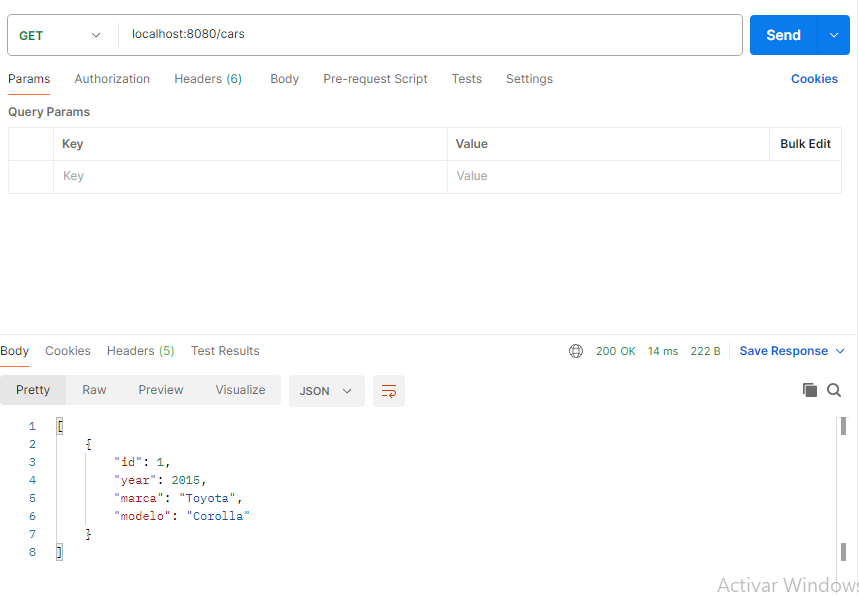 GET localhost:8080/cars Send
Params Authorization Headers (6) Body Pre-request Script Tests Settings Cookies
Query Params
Key Value Bulk Edit
Key Value
Body Cookies Headers (5) Test Results 200 OK 14 ms 222 B Save Response
Pretty Raw Preview Visualize JSON
1 [
2 {
3 "id": 1,
4 "year": 2015,
5 "marca": "Toyota",
6 "modelo": "Corolla"
7 }
8 ]
Activar Windows